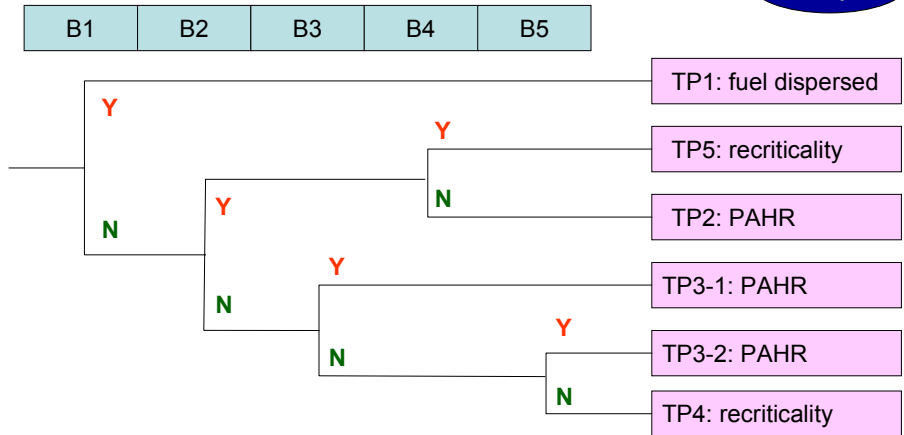 B1 B2 B3 B4 B5
TP1: fuel dispersed
Y
Y
TP5: recriticality
Y
N
TP2: PAHR
N
Y
TP3-1: PAHR
N
Y
N
TP3-2: PAHR
N
TP4: recriticality